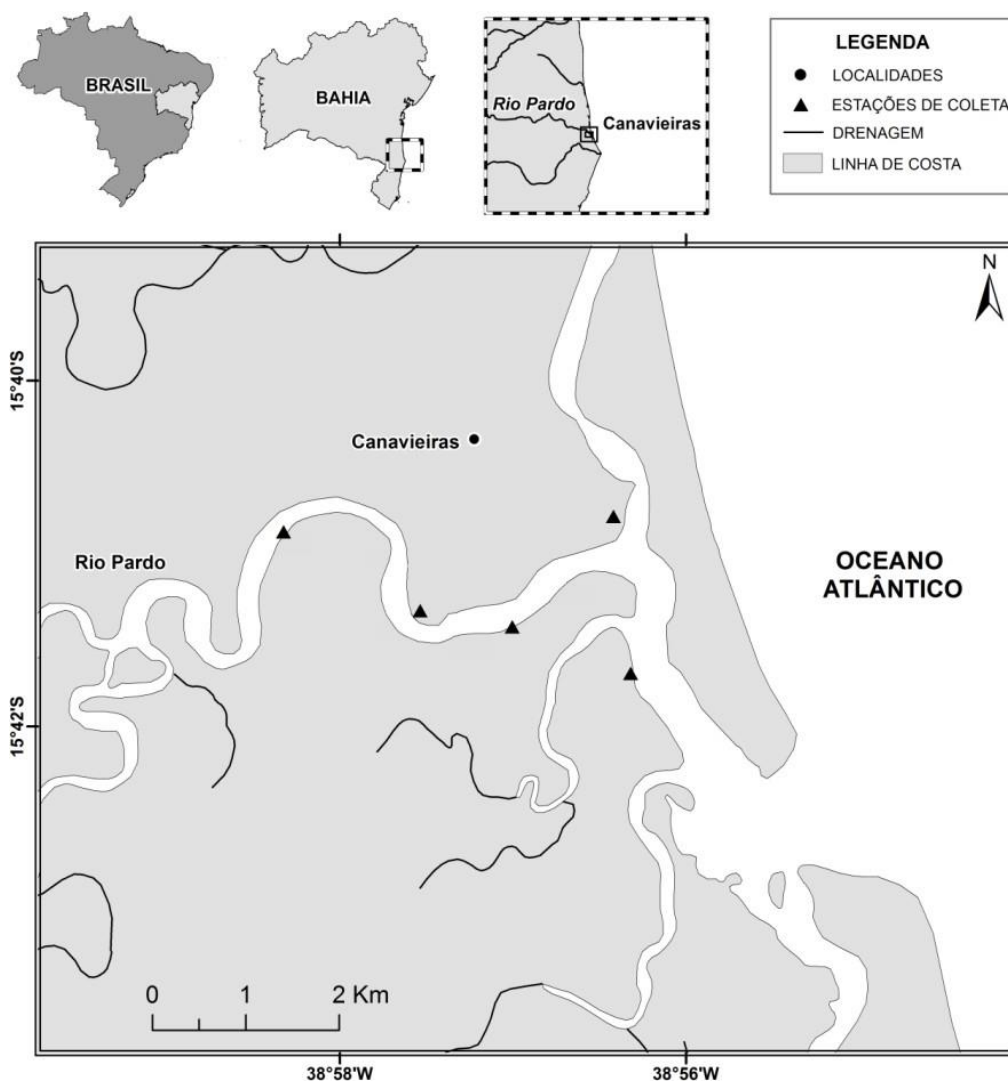 BRASIL
BAHIA
Rio Pardo
Canavieiras
LEGENDA
LOCALIDADES
ESTAÇÕES DE COLETA
DRENAGEM
LINHA DE COSTA
N
15°40'S
Canavieiras
Rio Pardo
OCEANO
ATLÂNTICO
15°42'S
0 1 2 Km
38°58'W 38°56'W